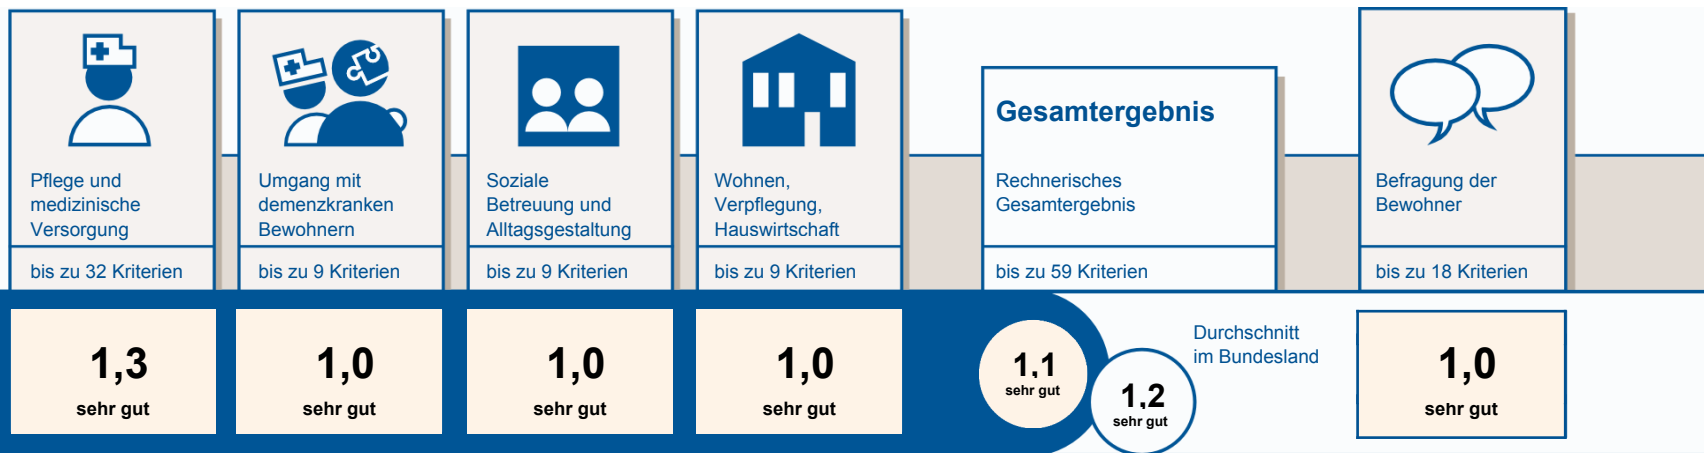 Pflege und
medizinische
Versorgung
bis zu 32 Kriterien
1,3
sehr gut
Umgang mit
demenzkranken
Bewohnern
bis zu 9 Kriterien
1,0
sehr gut
Soziale
Betreuung und
Alltagsgestaltung
bis zu 9 Kriterien
1,0
sehr gut
Wohnen,
Verpflegung,
Hauswirtschaft
bis zu 9 Kriterien
1,0
sehr gut
Gesamtergebnis
Rechnerisches
Gesamtergebnis
bis zu 59 Kriterien
1,1
sehr gut
Durchschnitt
im Bundesland
1,2
sehr gut
Befragung der
Bewohner
bis zu 18 Kriterien
1,0
sehr gut